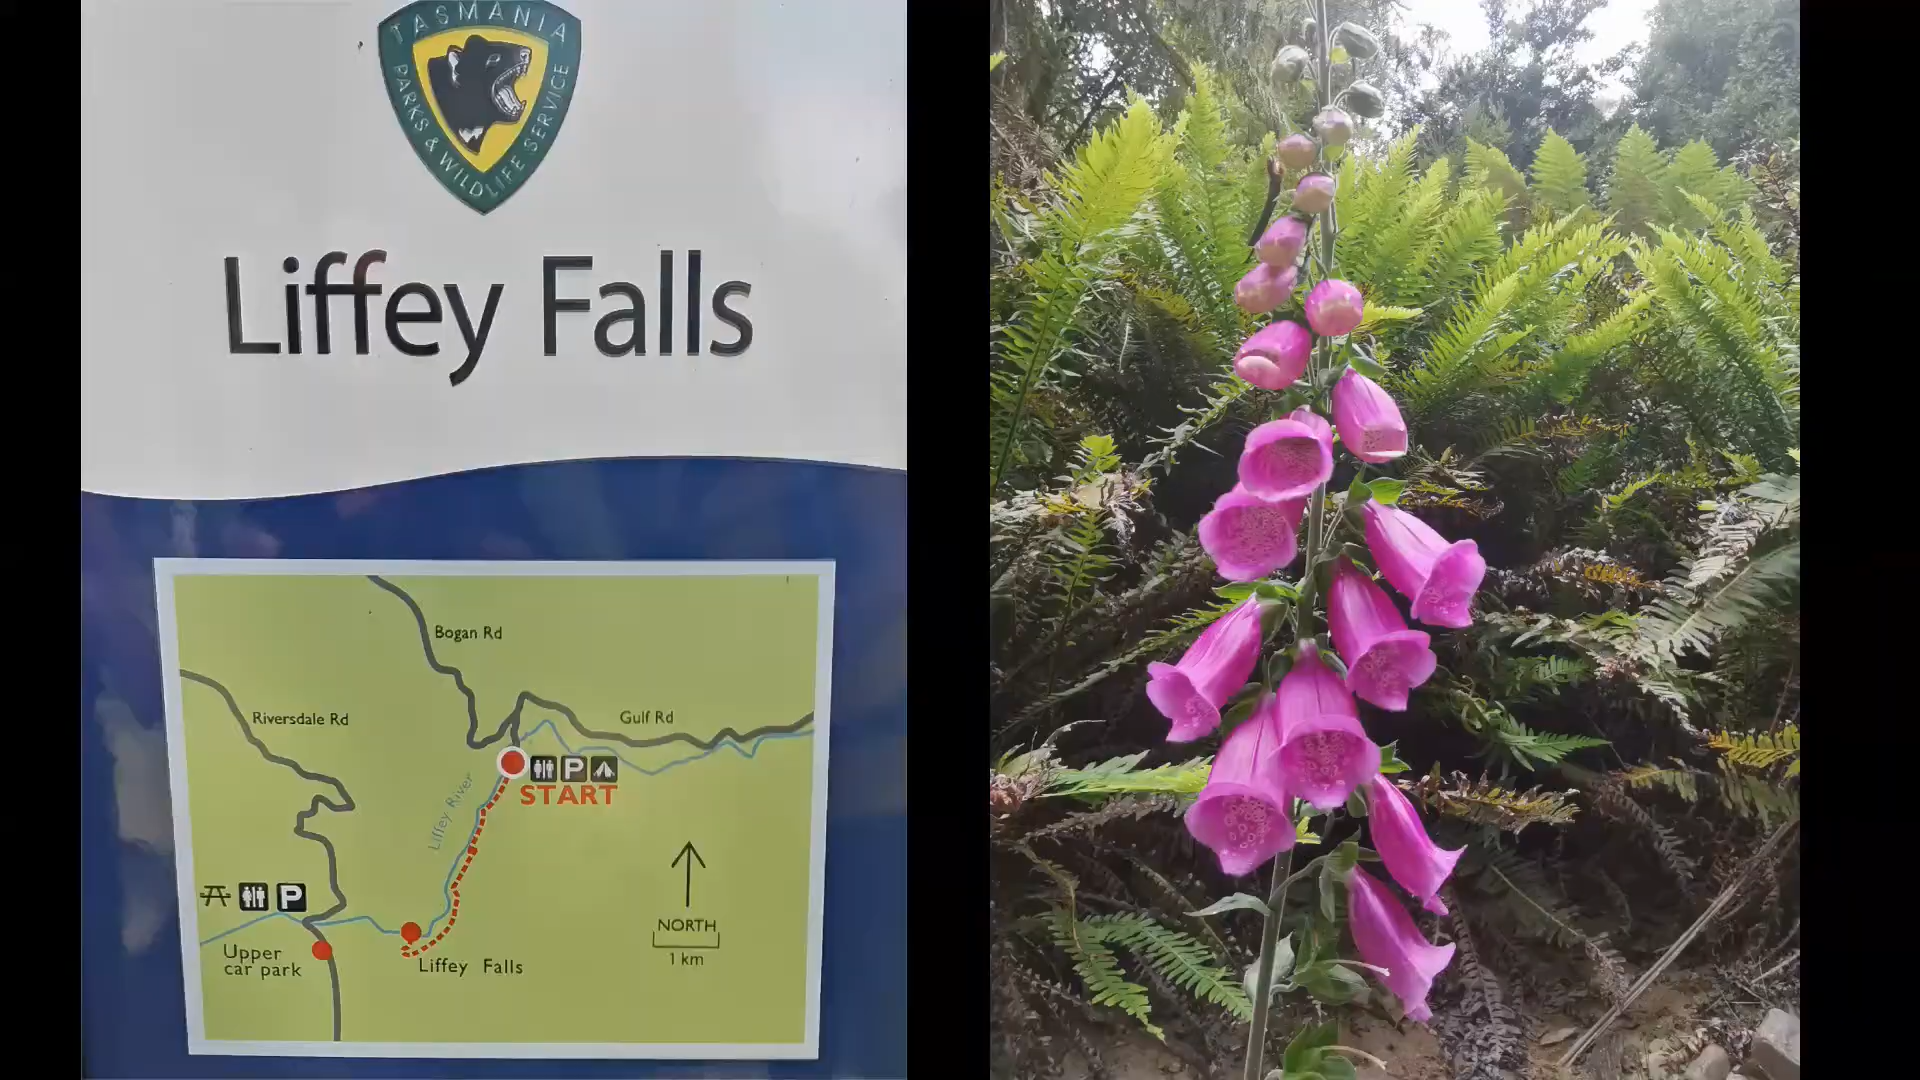 TASMANIA
PARKS & WILDLIFE SERVICE
Liffey Falls
Bogan Rd
Riversdale Rd
Gulf Rd
P
START
Liffey River
P
NORTH
1 km
Upper
car park
Liffey Falls